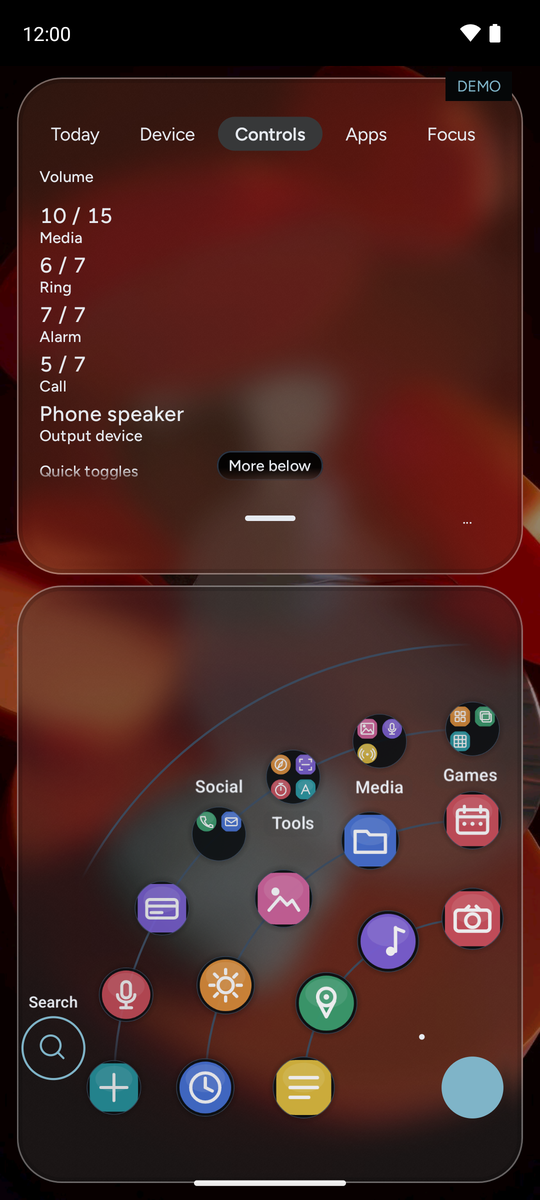 12:00
DEMO
Today Device Controls Apps Focus
Volume
10 / 15
Media
6 / 7
Ring
7 / 7
Alarm
5 / 7
Call
Phone speaker
Output device
Quick toggles
More below
...
Games
Social
Media
Tools
Search